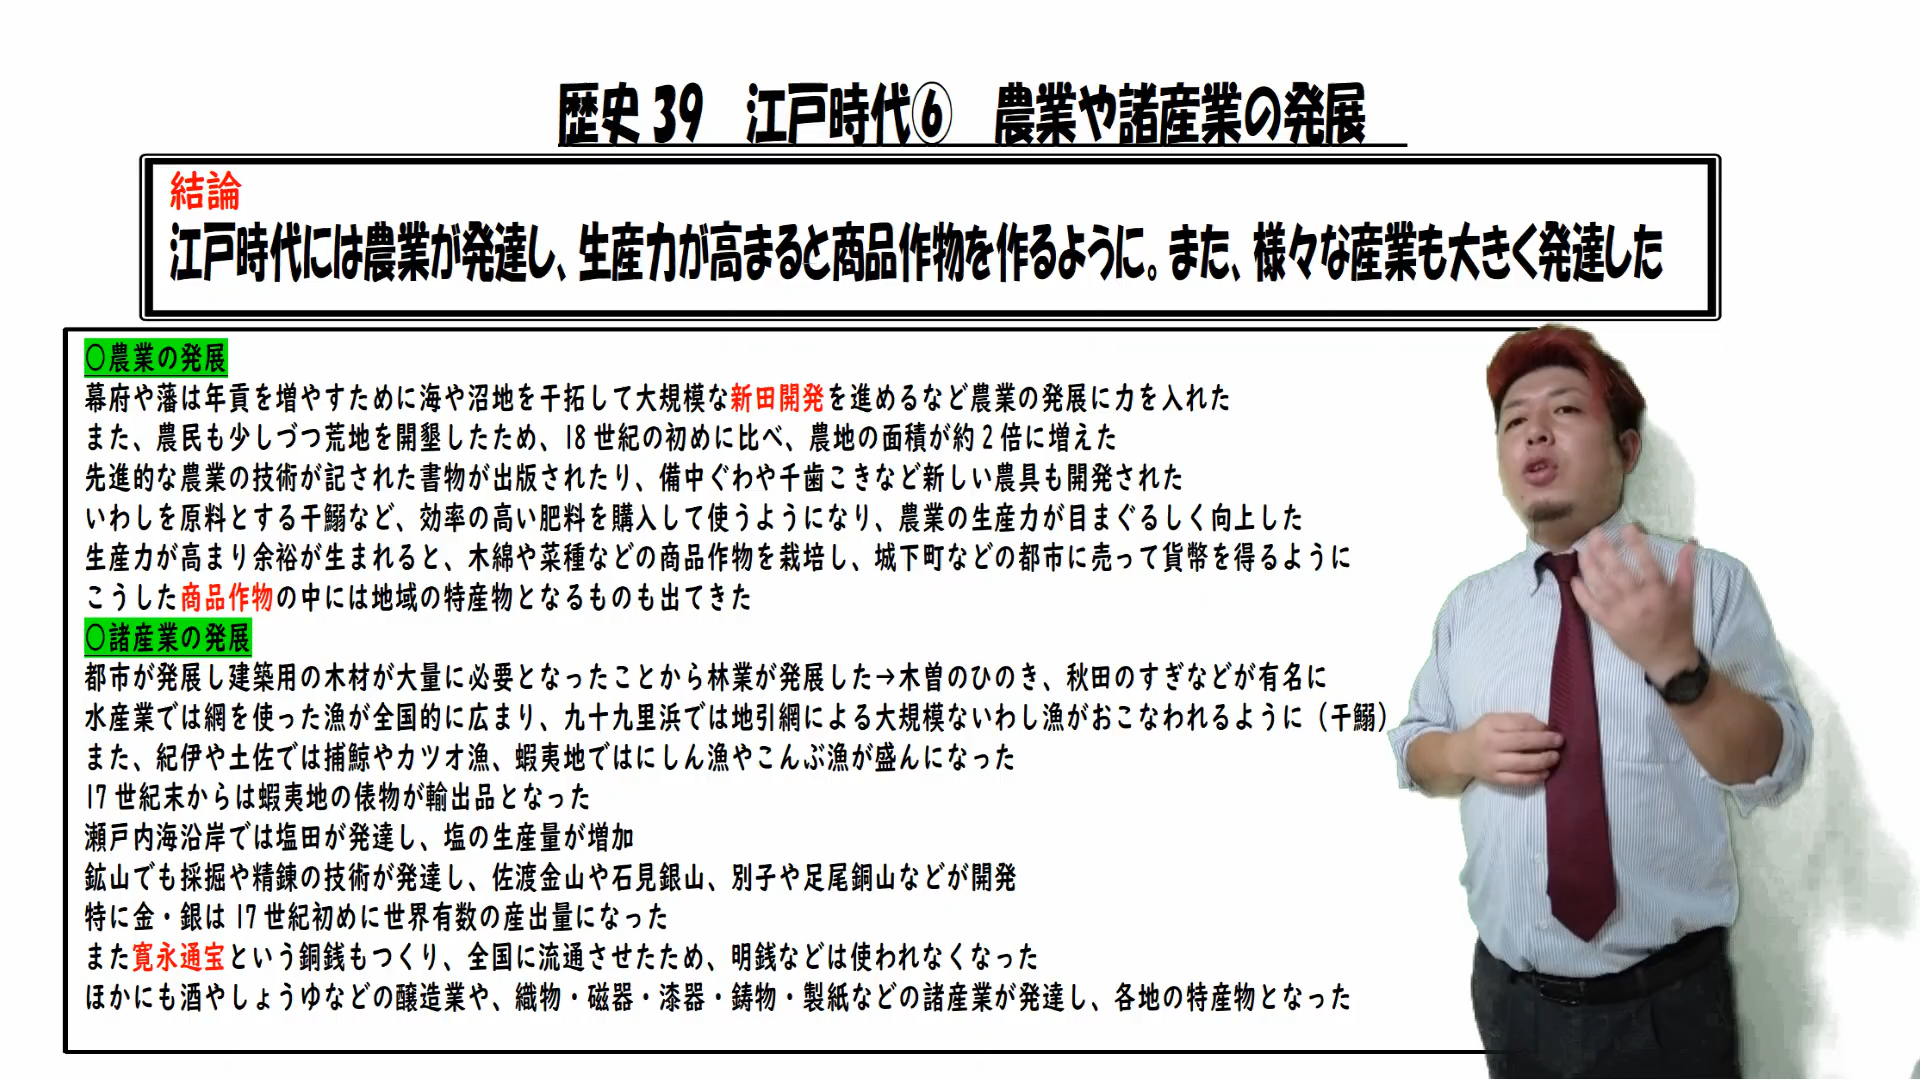 歴史39　江戸時代⑥　農業や諸産業の発展
結論
江戸時代には農業が発達し、生産力が高まると商品作物を作るように。また、様々な産業も大きく発達した
〇農業の発展
幕府や藩は年貢を増やすために海や沼地を干拓して大規模な新田開発を進めるなど農業の発展に力を入れた
また、農民も少しづつ荒地を開墾したため、18世紀の初めに比べ、農地の面積が約2倍に増えた
先進的な農業の技術が記された書物が出版されたり、備中ぐわや千歯こきなど新しい農具も開発された
いわしを原料とする干鰯など、効率の高い肥料を購入して使うようになり、農業の生産力が目まぐるしく向上した
生産力が高まり余裕が生まれると、木綿や菜種などの商品作物を栽培し、城下町などの都市に売って貨幣を得るように
こうした商品作物の中には地域の特産物となるものも出てきた
〇諸産業の発展
都市が発展し建築用の木材が大量に必要となったことから林業が発展した→木曽のひのき、秋田のすぎなどが有名に
水産業では網を使った漁が全国的に広まり、九十九里浜では地引網による大規模ないわし漁がおこなわれるように（干鰯）
また、紀伊や土佐では捕鯨やカツオ漁、蝦夷地ではにしん漁やこんぶ漁が盛んになった
17世紀末からは蝦夷地の俵物が輸出品となった
瀬戸内海沿岸では塩田が発達し、塩の生産量が増加
鉱山でも採掘や精錬の技術が発達し、佐渡金山や石見銀山、別子や足尾銅山などが開発
特に金・銀は17世紀初めに世界有数の産出量になった
また寛永通宝という銅銭もつくり、全国に流通させたため、明銭などは使われなくなった
ほかにも酒やしょうゆなどの醸造業や、織物・磁器・漆器・鋳物・製紙などの諸産業が発達し、各地の特産物となった